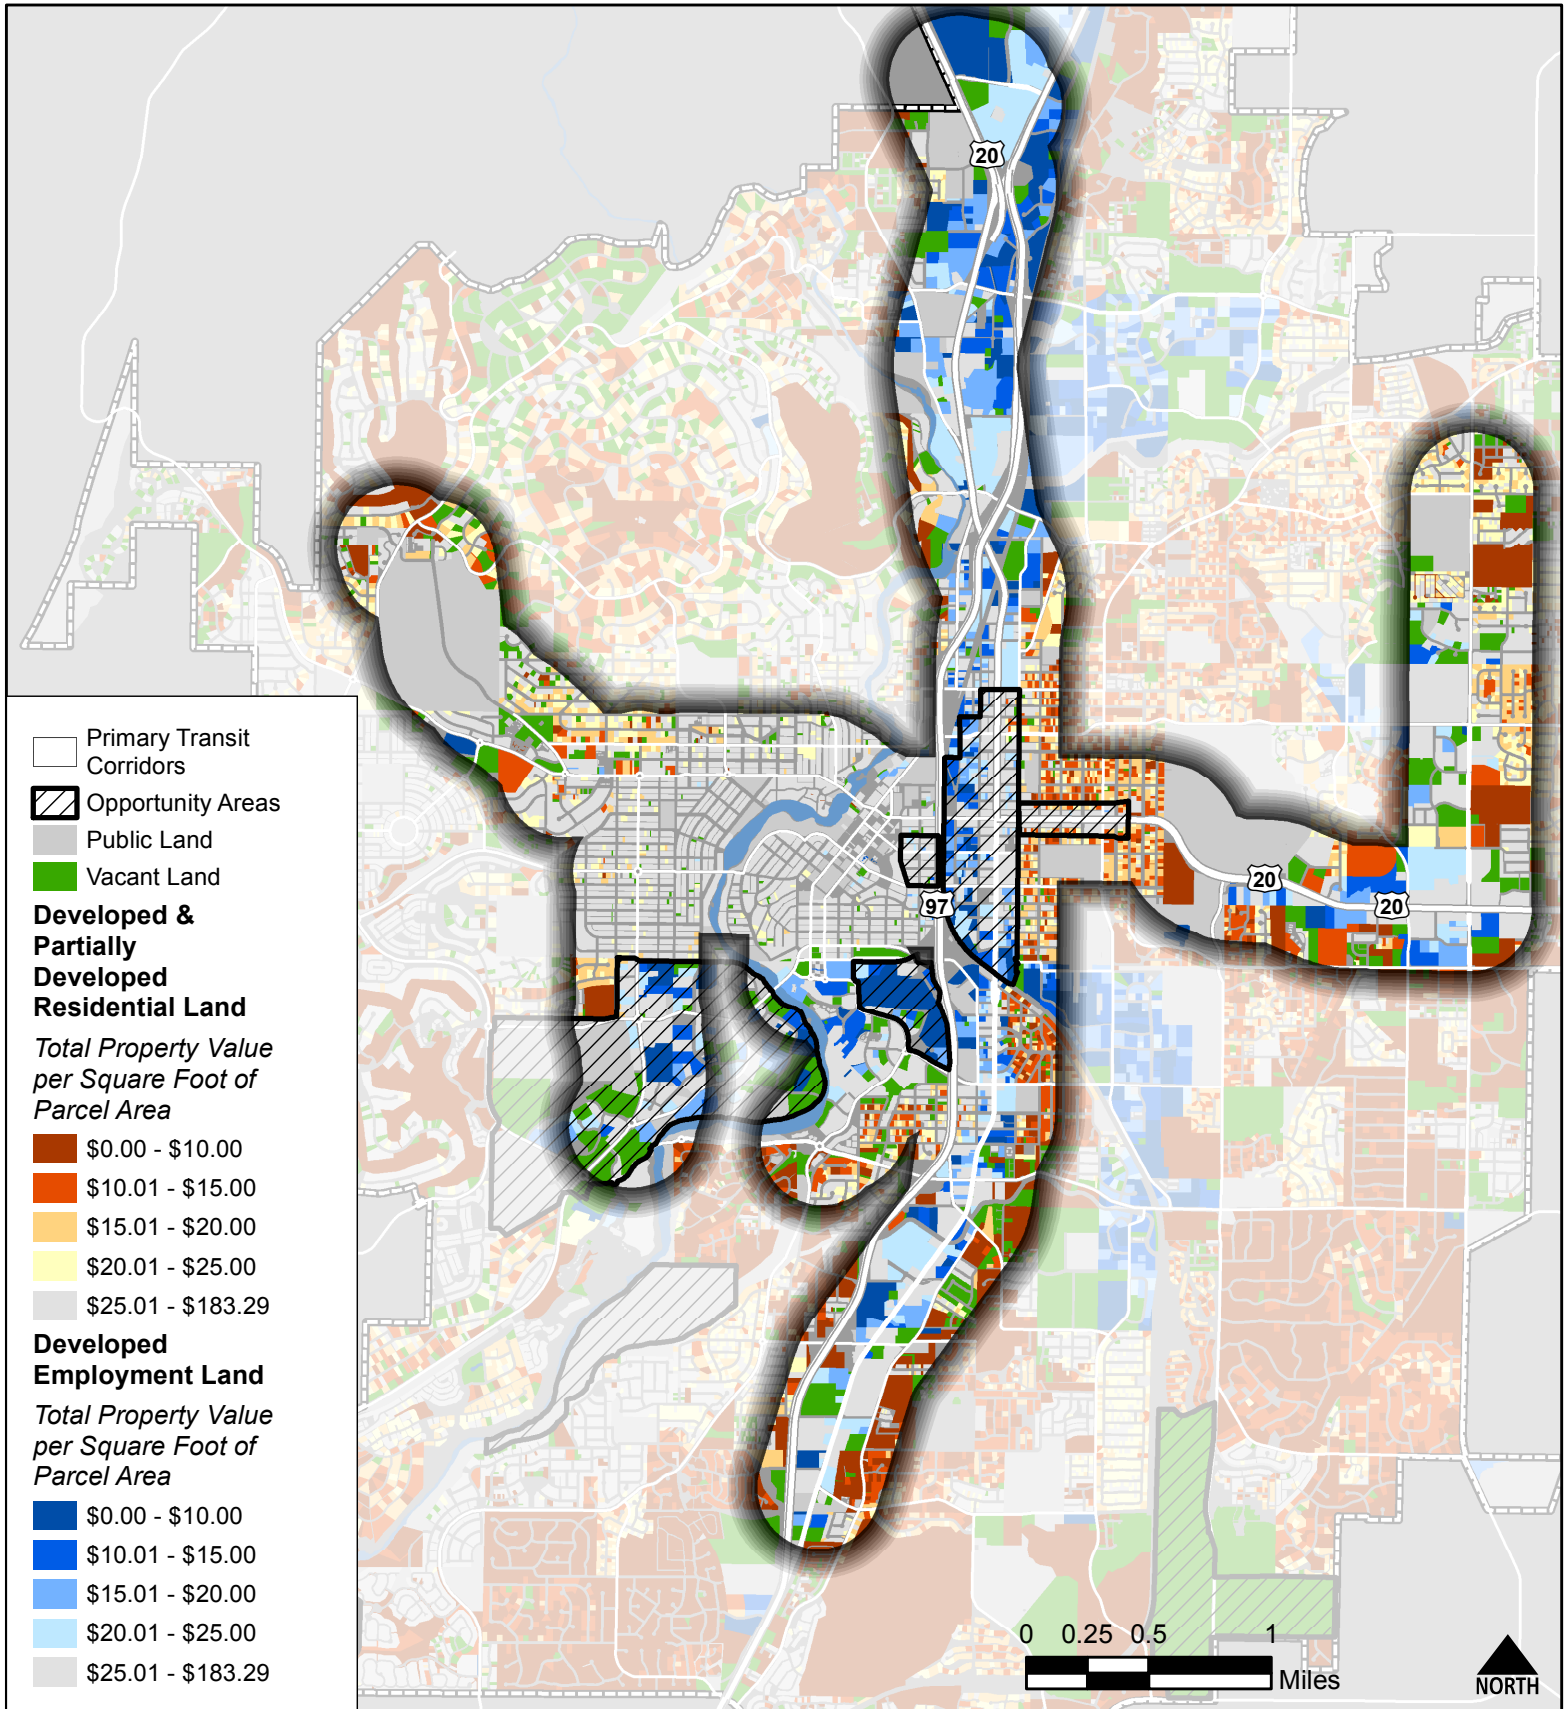 20
97
20
20
Primary Transit
Corridors
Opportunity Areas
Public Land
Vacant Land
Developed &
Partially
Developed
Residential Land
Total Property Value
per Square Foot of
Parcel Area
$0.00 - $10.00
$10.01 - $15.00
$15.01 - $20.00
$20.01 - $25.00
$25.01 - $183.29
Developed
Employment Land
Total Property Value
per Square Foot of
Parcel Area
$0.00 - $10.00
$10.01 - $15.00
$15.01 - $20.00
$20.01 - $25.00
$25.01 - $183.29
0 0.25 0.5 1
Miles
NORTH